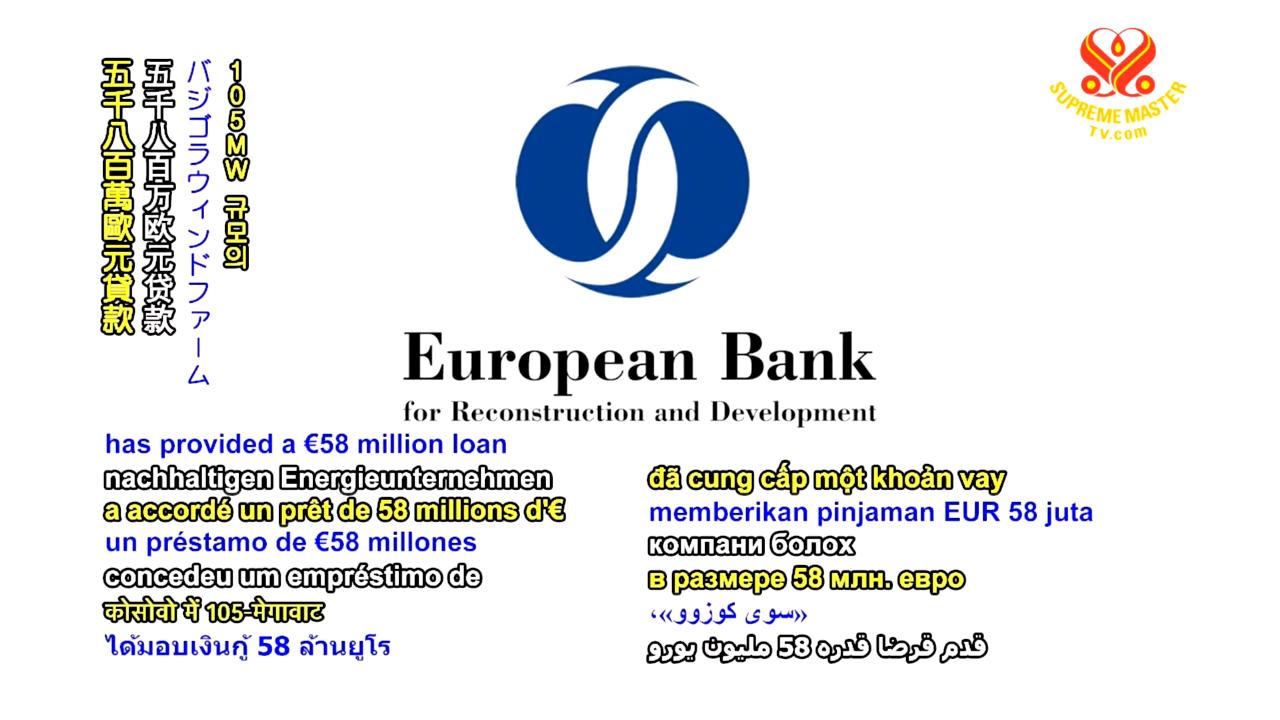 五千八百萬歐元貸款
五千八百万欧元贷款
バジゴラウィンドファーム
105MW 규모의
SUPREME MASTER
TV.com
European Bank
for Reconstruction and Development
has provided a €58 million loan
nachhaltigen Energieunternehmen
a accordé un prêt de 58 millions d'€
un préstamo de €58 millones
concedeu um empréstimo de
कोसोवो में 105-मेगावाट
ได้มอบเงินกู้ 58 ล้านยูโร
đã cung cấp một khoản vay
memberikan pinjaman EUR 58 juta
компани болох
в размере 58 млн. евро
«سوی کوزوو»،
قدم قرضا قدره 58 مليون يورو